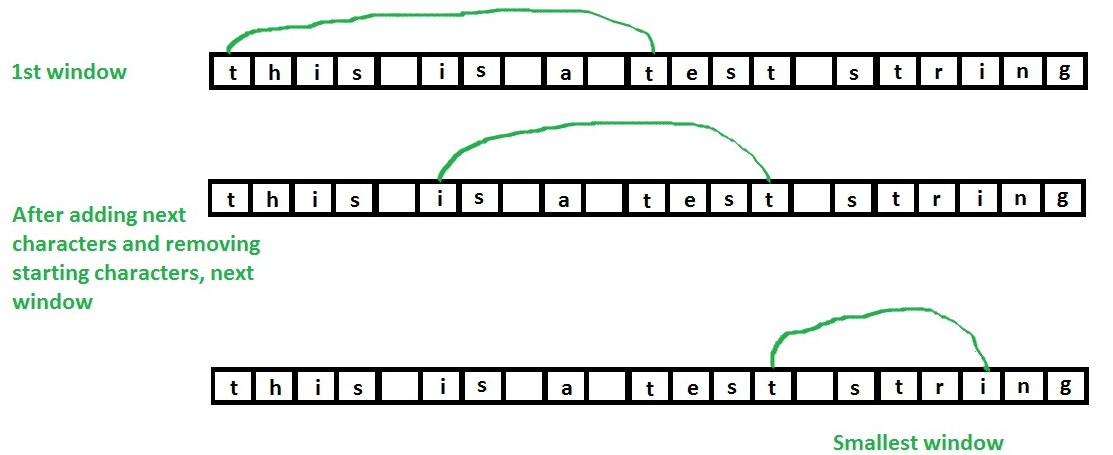 1st window
t h i s   i s   a   t e s t   s t r i n g
t h i s   i s   a   t e s t   s t r i n g
After adding next
characters and removing
starting characters, next
window
t h i s   i s   a   t e s t   s t r i n g
Smallest window